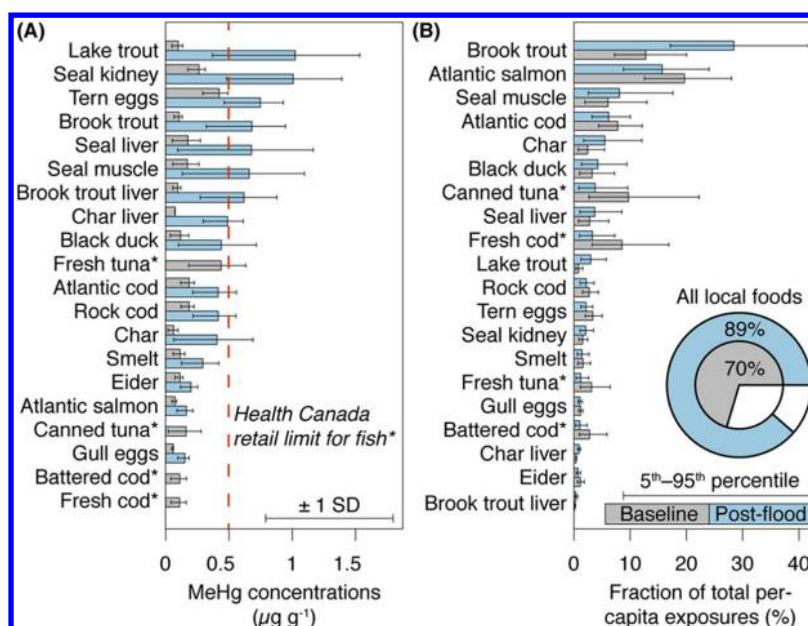 (A)
Lake trout
Seal kidney
Tern eggs
Brook trout
Seal liver
Seal muscle
Brook trout liver
Char liver
Black duck
Fresh tuna*
Atlantic cod
Rock cod
Char
Smelt
Eider
Atlantic salmon
Canned tuna*
Gull eggs
Battered cod*
Fresh cod*
Health Canada
retail limit for fish*
± 1 SD
0 0.5 1 1.5
MeHg concentrations
(µg g-1)
(B)
Brook trout
Atlantic salmon
Seal muscle
Atlantic cod
Char
Black duck
Canned tuna*
Seal liver
Fresh cod*
Lake trout
Rock cod
Tern eggs
Seal kidney
Smelt
Fresh tuna*
Gull eggs
Battered cod*
Char liver
Eider
Brook trout liver
All local foods
89%
70%
5th–95th percentile
Baseline Post-flood
0 10 20 30 40
Fraction of total per-
capita exposures (%)